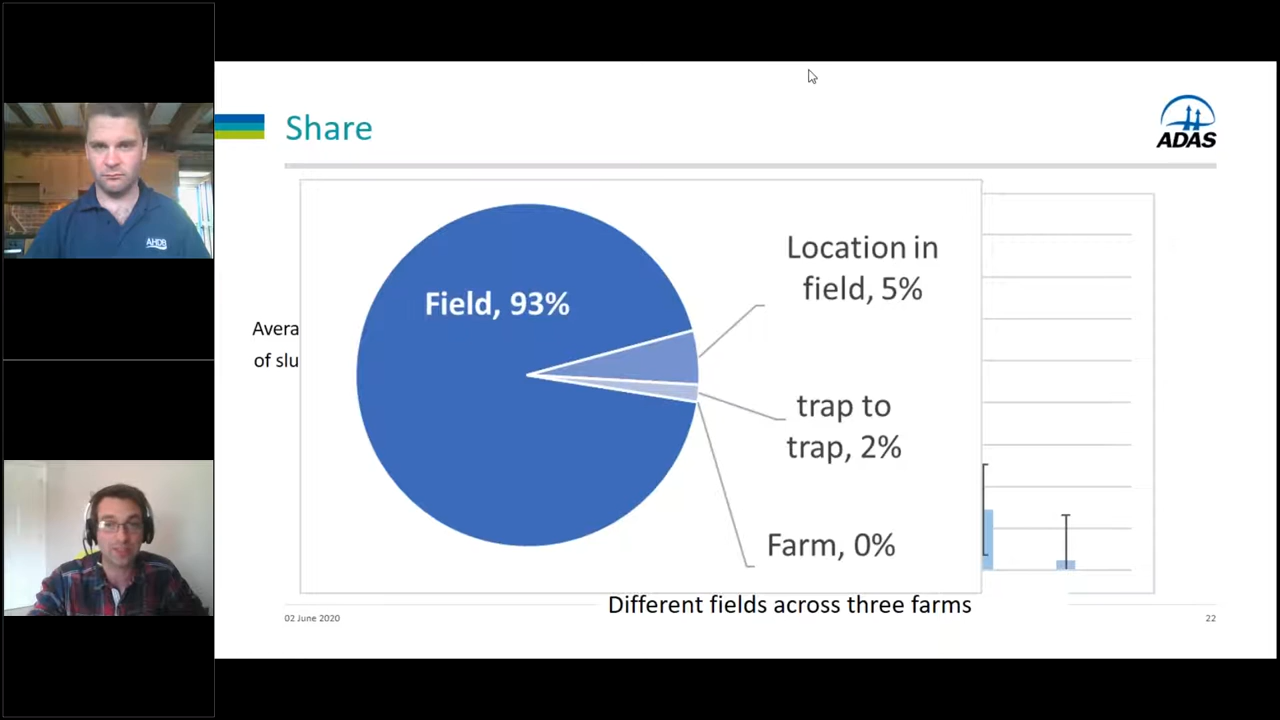 Share
ADAS
AHDB
Field, 93%
Location in
field, 5%
trap to
trap, 2%
Farm, 0%
Avera
of slu
Different fields across three farms
02 June 2020
22